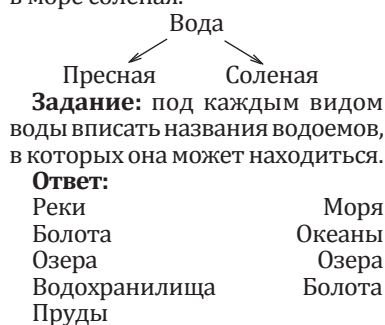 в море соленая.
Вода
Пресная Соленая
Задание: под каждым видом
воды вписать названия водоемов,
в которых она может находиться.
Ответ:
Реки Моря
Болота Океаны
Озера Озера
Водохранилища Болота
Пруды